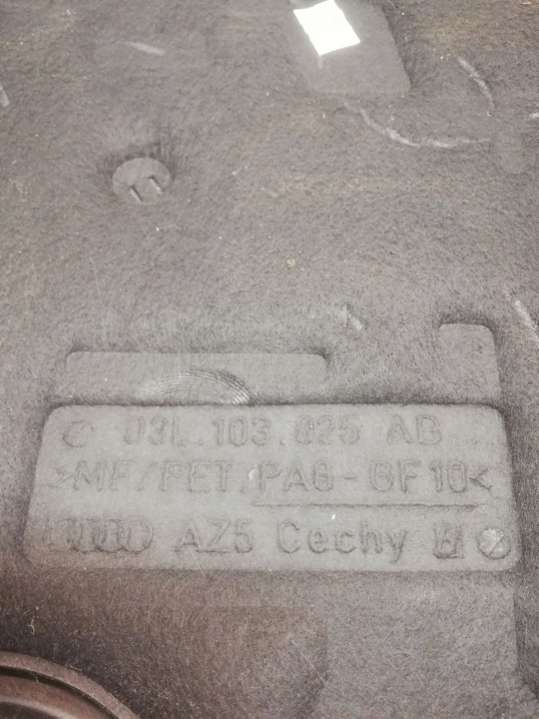 03L.103.925 AB
>MF/PET/PA6-GF10<
AZ5 Cechy